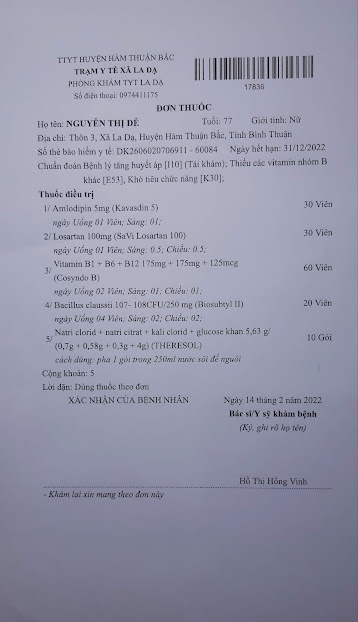 TTYT HUYỆN HÀM THUẬN BẮC
TRẠM Y TẾ XÃ LA DẠ
PHÒNG KHÁM TYT LA DẠ
Số điện thoại: 0974411175
17836
ĐƠN THUỐC
Họ tên: NGUYỄN THỊ DẾ Tuổi: 77 Giới tính: Nữ
Địa chỉ: Thôn 3, Xã La Dạ, Huyện Hàm Thuận Bắc, Tỉnh Bình Thuận
Số thẻ bảo hiểm y tế: DK2606020706911 - 60084 Ngày hết hạn: 31/12/2022
Chuẩn đoán Bệnh lý tăng huyết áp [I10] (Tái khám); Thiếu các vitamin nhóm B
khác [E53], Khó tiêu chức năng [K30];
Thuốc điều trị
1/ Amlodipin 5mg (Kavasdin 5) 30 Viên
ngày Uống 01 Viên; Sáng: 01;
2/ Losartan 100mg (SaVi Losartan 100) 30 Viên
ngày Uống 01 Viên; Sáng: 0.5; Chiều: 0.5;
3/ Vitamin B1 + B6 + B12 175mg + 175mg + 125mcg
(Cosyndo B) 60 Viên
ngày Uống 02 Viên; Sáng: 01; Chiều: 01;
4/ Bacillus claussii 107- 108CFU/250 mg (Biosubtyl II) 20 Viên
ngày Uống 04 Viên; Sáng: 02; Chiều: 02;
5/ Natri clorid + natri citrat + kali clorid + glucose khan 5,63 g/
(0,7g + 0,58g + 0,3g + 4g) (THERESOL) 10 Gói
cách dùng: pha 1 gói trong 250ml nước sôi để nguội
Cộng khoản: 5
Lời dặn: Dùng thuốc theo đơn
XÁC NHẬN CỦA BỆNH NHÂN Ngày 14 tháng 2 năm 2022
Bác sĩ/Y sỹ khám bệnh
(Ký, ghi rõ họ tên)
Hồ Thị Hồng Vinh
- Khám lại xin mang theo đơn này